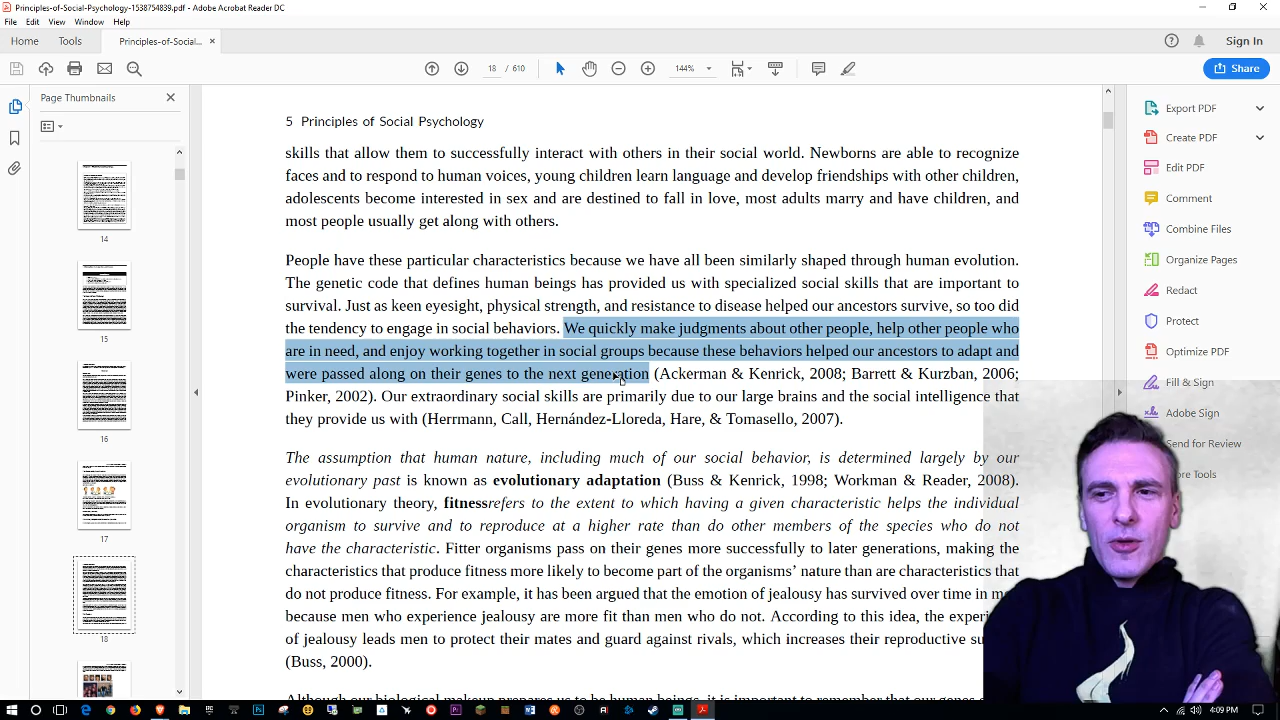 Principles-of-Social-Psychology-1538754839.pdf - Adobe Acrobat Reader DC
File Edit View Window Help
Home Tools Principles-of-Social... × Sign In
18 / 610 144% Share
Page Thumbnails
14
15
16
17
18
5 Principles of Social Psychology
skills that allow them to successfully interact with others in their social world. Newborns are able to recognize
faces and to respond to human voices, young children learn language and develop friendships with other children,
adolescents become interested in sex and are destined to fall in love, most adults marry and have children, and
most people usually get along with others.
People have these particular characteristics because we have all been similarly shaped through human evolution.
The genetic code that defines human beings has provided us with specialized social skills that are important to
survival. Just as keen eyesight, physical strength, and resistance to disease helped our ancestors survive, so too did
the tendency to engage in social behaviors. We quickly make judgments about other people, help other people who
are in need, and enjoy working together in social groups because these behaviors helped our ancestors to adapt and
were passed along on their genes to the next generation (Ackerman & Kenrick, 2008; Barrett & Kurzban, 2006;
Pinker, 2002). Our extraordinary social skills are primarily due to our large brains and the social intelligence that
they provide us with (Herrmann, Call, Hernández-Lloreda, Hare, & Tomasello, 2007).
The assumption that human nature, including much of our social behavior, is determined largely by our
evolutionary past is known as evolutionary adaptation (Buss & Kenrick, 1998; Workman & Reader, 2008).
In evolutionary theory, fitness refers to the extent to which having a given characteristic helps the individual
organism to survive and to reproduce at a higher rate than do other members of the species who do not
have the characteristic. Fitter organisms pass on their genes more successfully to later generations, making the
characteristics that produce fitness more likely to become part of the organisms' nature than are characteristics that
do not produce fitness. For example, it has been argued that the emotion of jealousy has survived over time in
because men who experience jealousy are more fit than men who do not. According to this idea, the
of jealousy leads men to protect their mates and guard against rivals, which increases their reproductive
(Buss, 2000).
Export PDF
Create PDF
Edit PDF
Comment
Combine Files
Organize Pages
Redact
Protect
Optimize PDF
Fill & Sign
Adobe Sign
Send for Review
Tools
4:09 PM